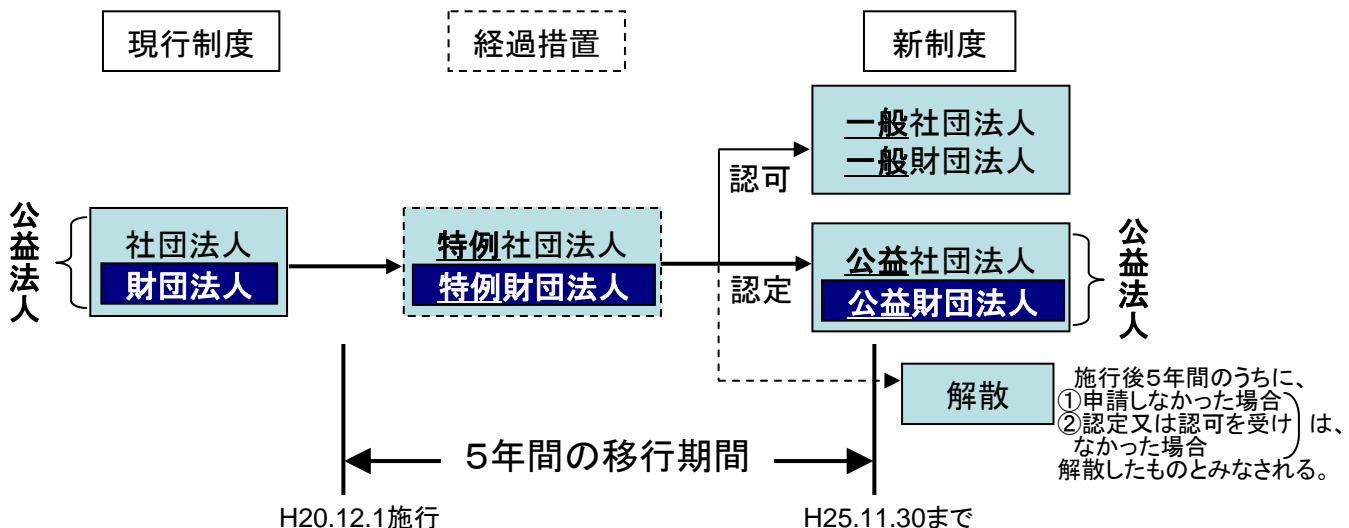 現行制度
経過措置
新制度
一般社団法人
一般財団法人
認可
公益法人
社団法人
財団法人
特例社団法人
特例財団法人
認定
公益社団法人
公益財団法人
公益法人
解散
施行後5年間のうちに、
①申請しなかった場合
②認定又は認可を受け は、
なかった場合
解散したものとみなされる。
5年間の移行期間
H20.12.1施行
H25.11.30まで